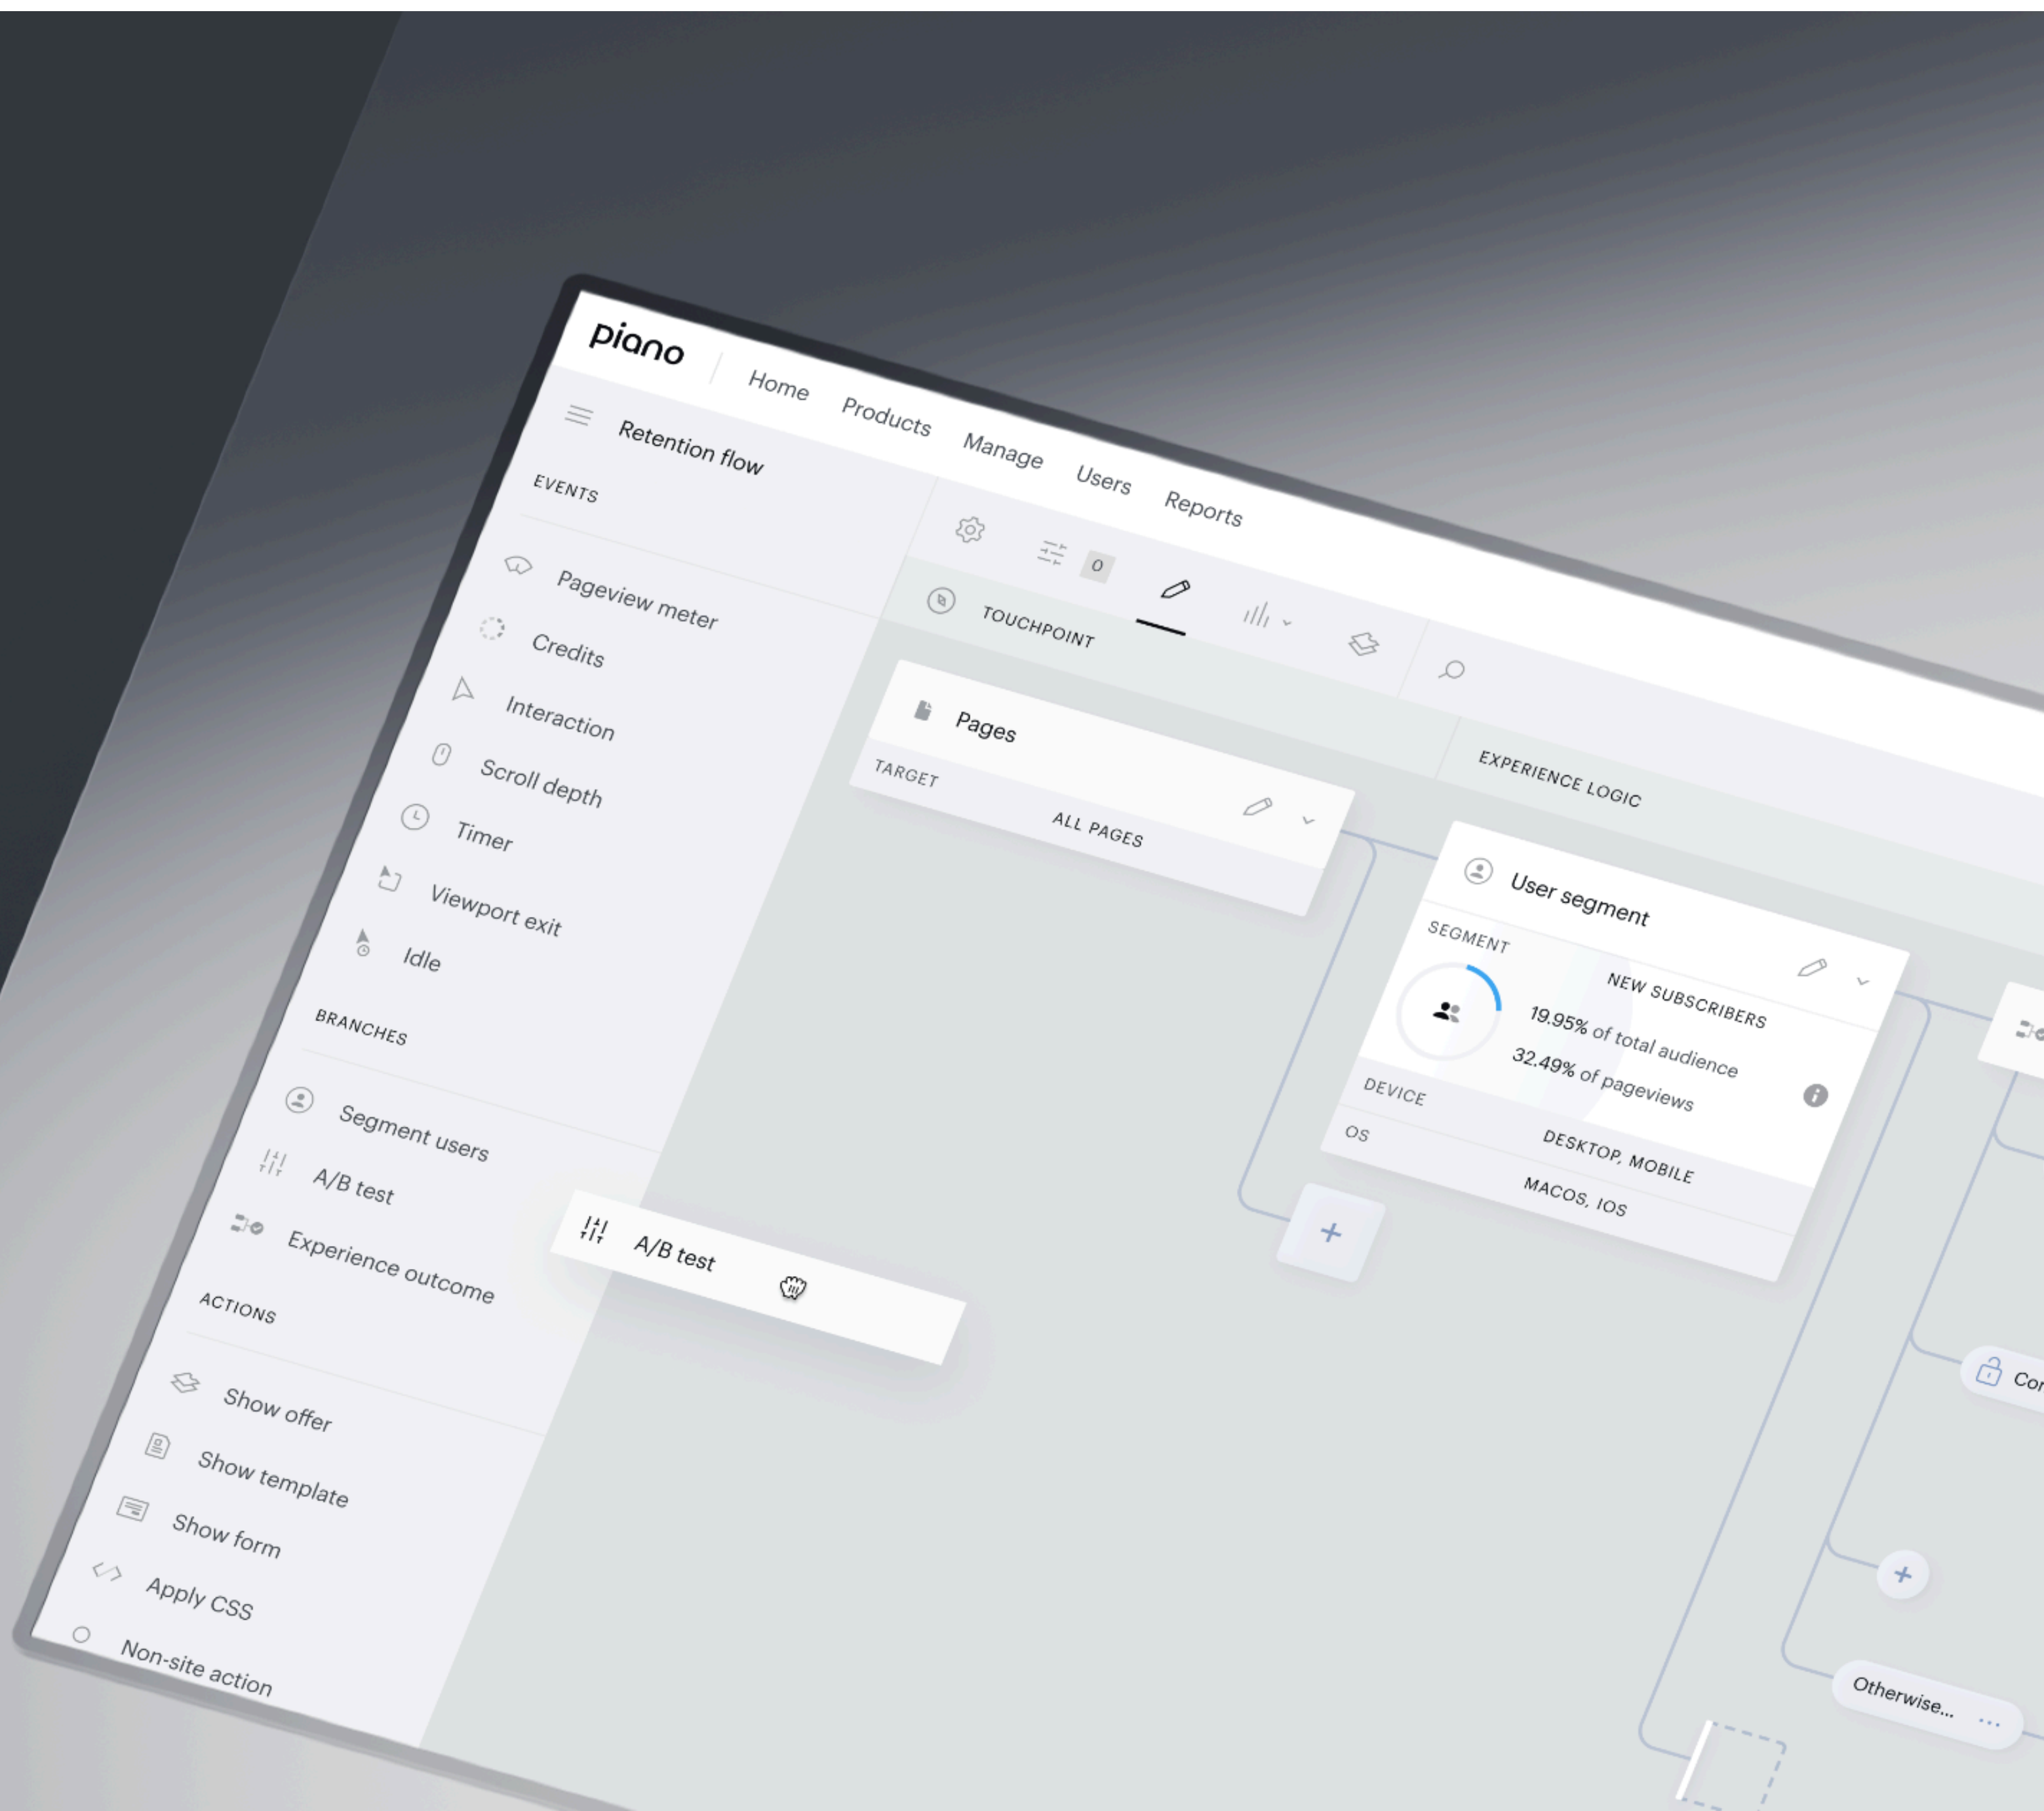 piano
Home
Products
Manage
Users
Reports
Retention flow
EVENTS
Pageview meter
Credits
Interaction
Scroll depth
Timer
Viewport exit
Idle
BRANCHES
Segment users
A/B test
Experience outcome
ACTIONS
Show offer
Show template
Show form
Apply CSS
Non-site action
0
TOUCHPOINT
Pages
TARGET
ALL PAGES
A/B test
EXPERIENCE LOGIC
User segment
SEGMENT
NEW SUBSCRIBERS
19.95% of total audience
32.49% of pageviews
DEVICE
DESKTOP, MOBILE
OS
MACOS, IOS
Otherwise...